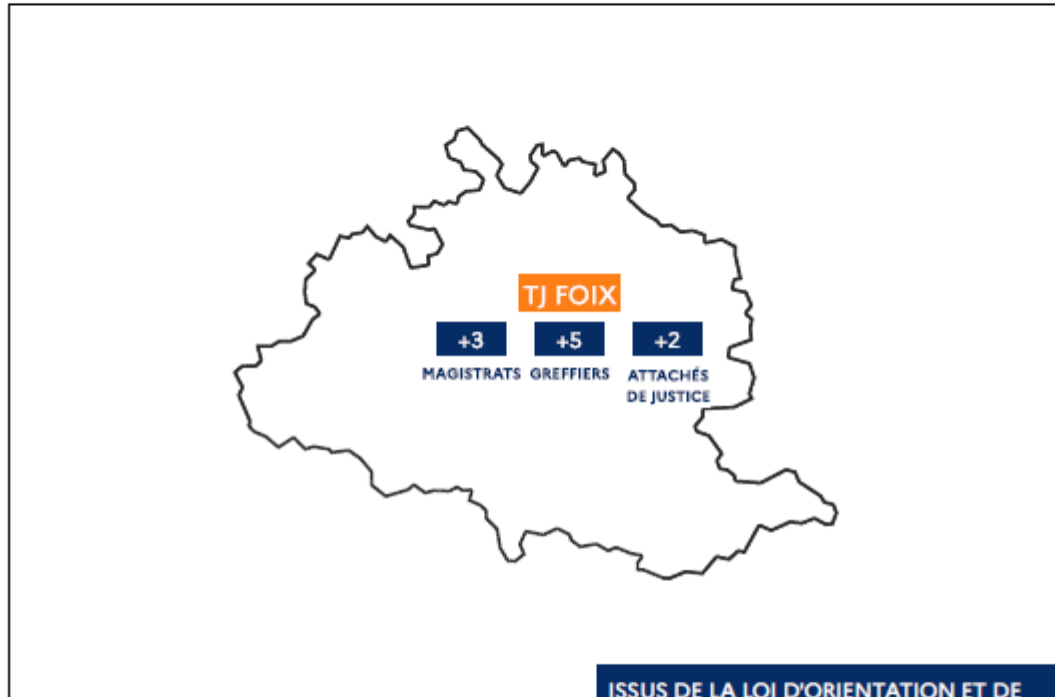 TJ FOIX
+3
+5
+2
MAGISTRATS
GREFFIERS
ATTACHÉS
DE JUSTICE
ISSUS DE LA LOI D'ORIENTATION ET DE